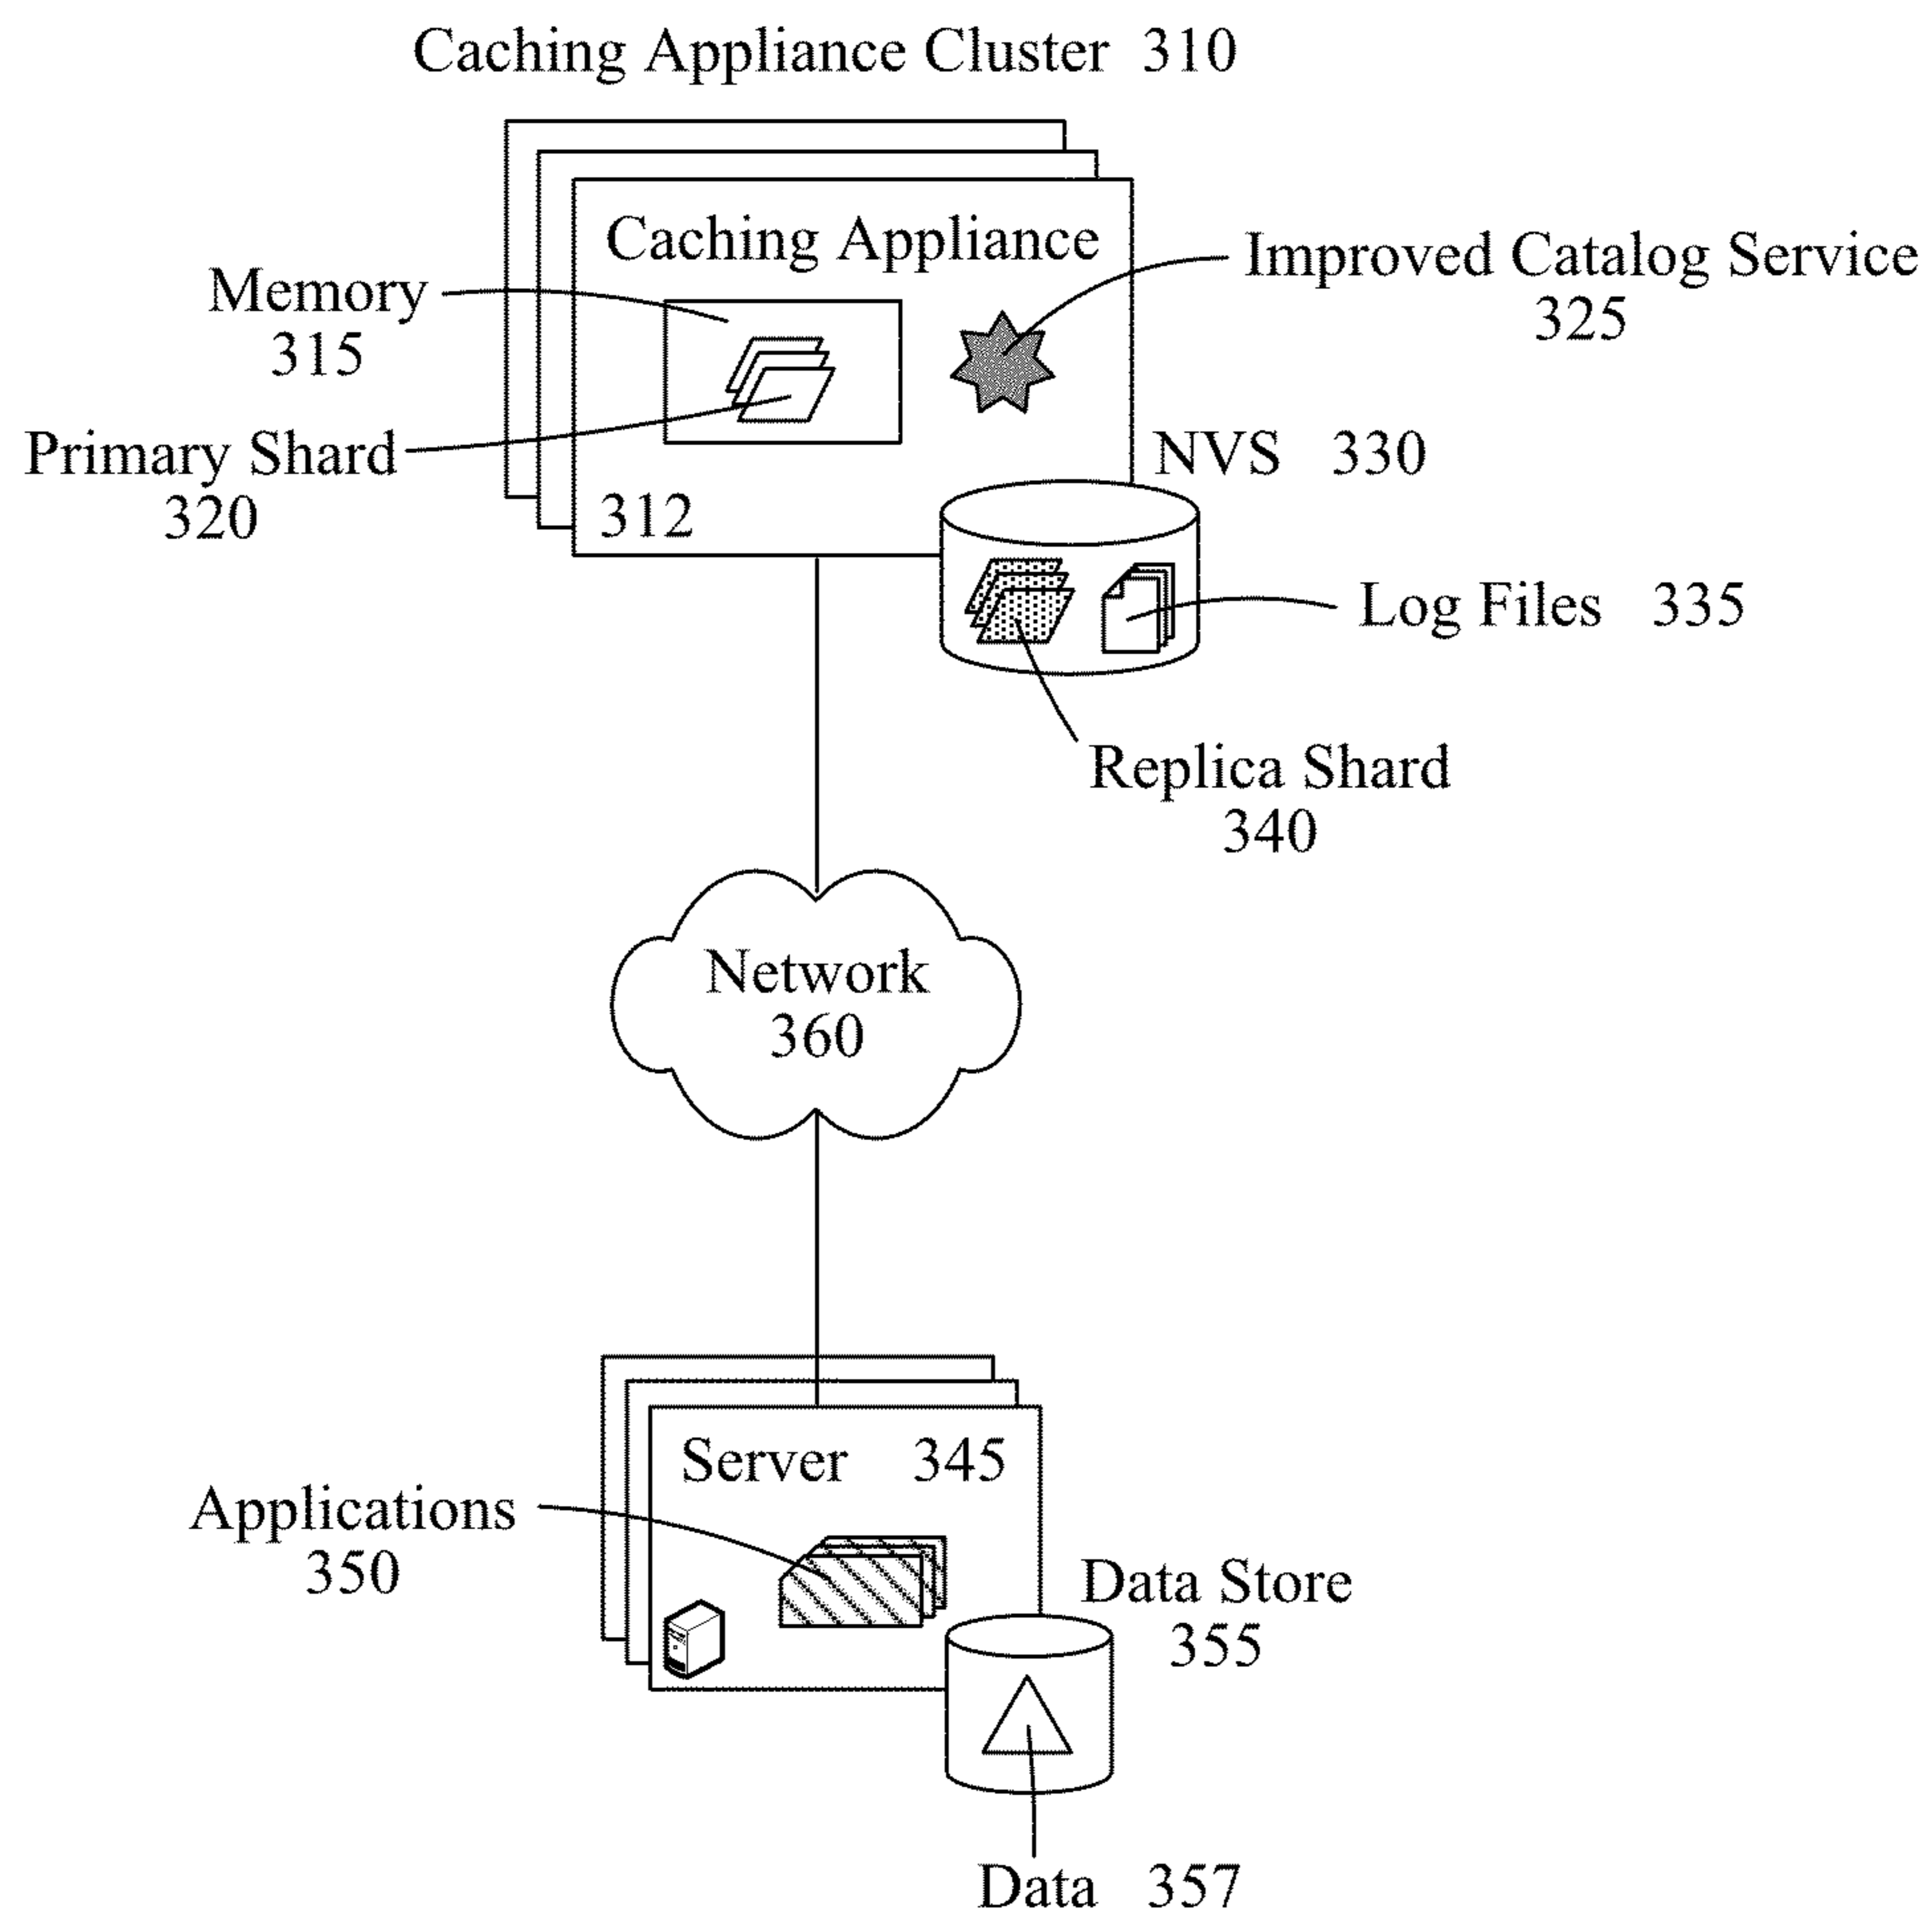 Caching Appliance Cluster 310
Caching Appliance
Improved Catalog Service
325
Memory
315
Primary Shard
320
312
NVS 330
Log Files 335
Replica Shard
340
Network
360
Server 345
Applications
350
Data Store
355
Data 357